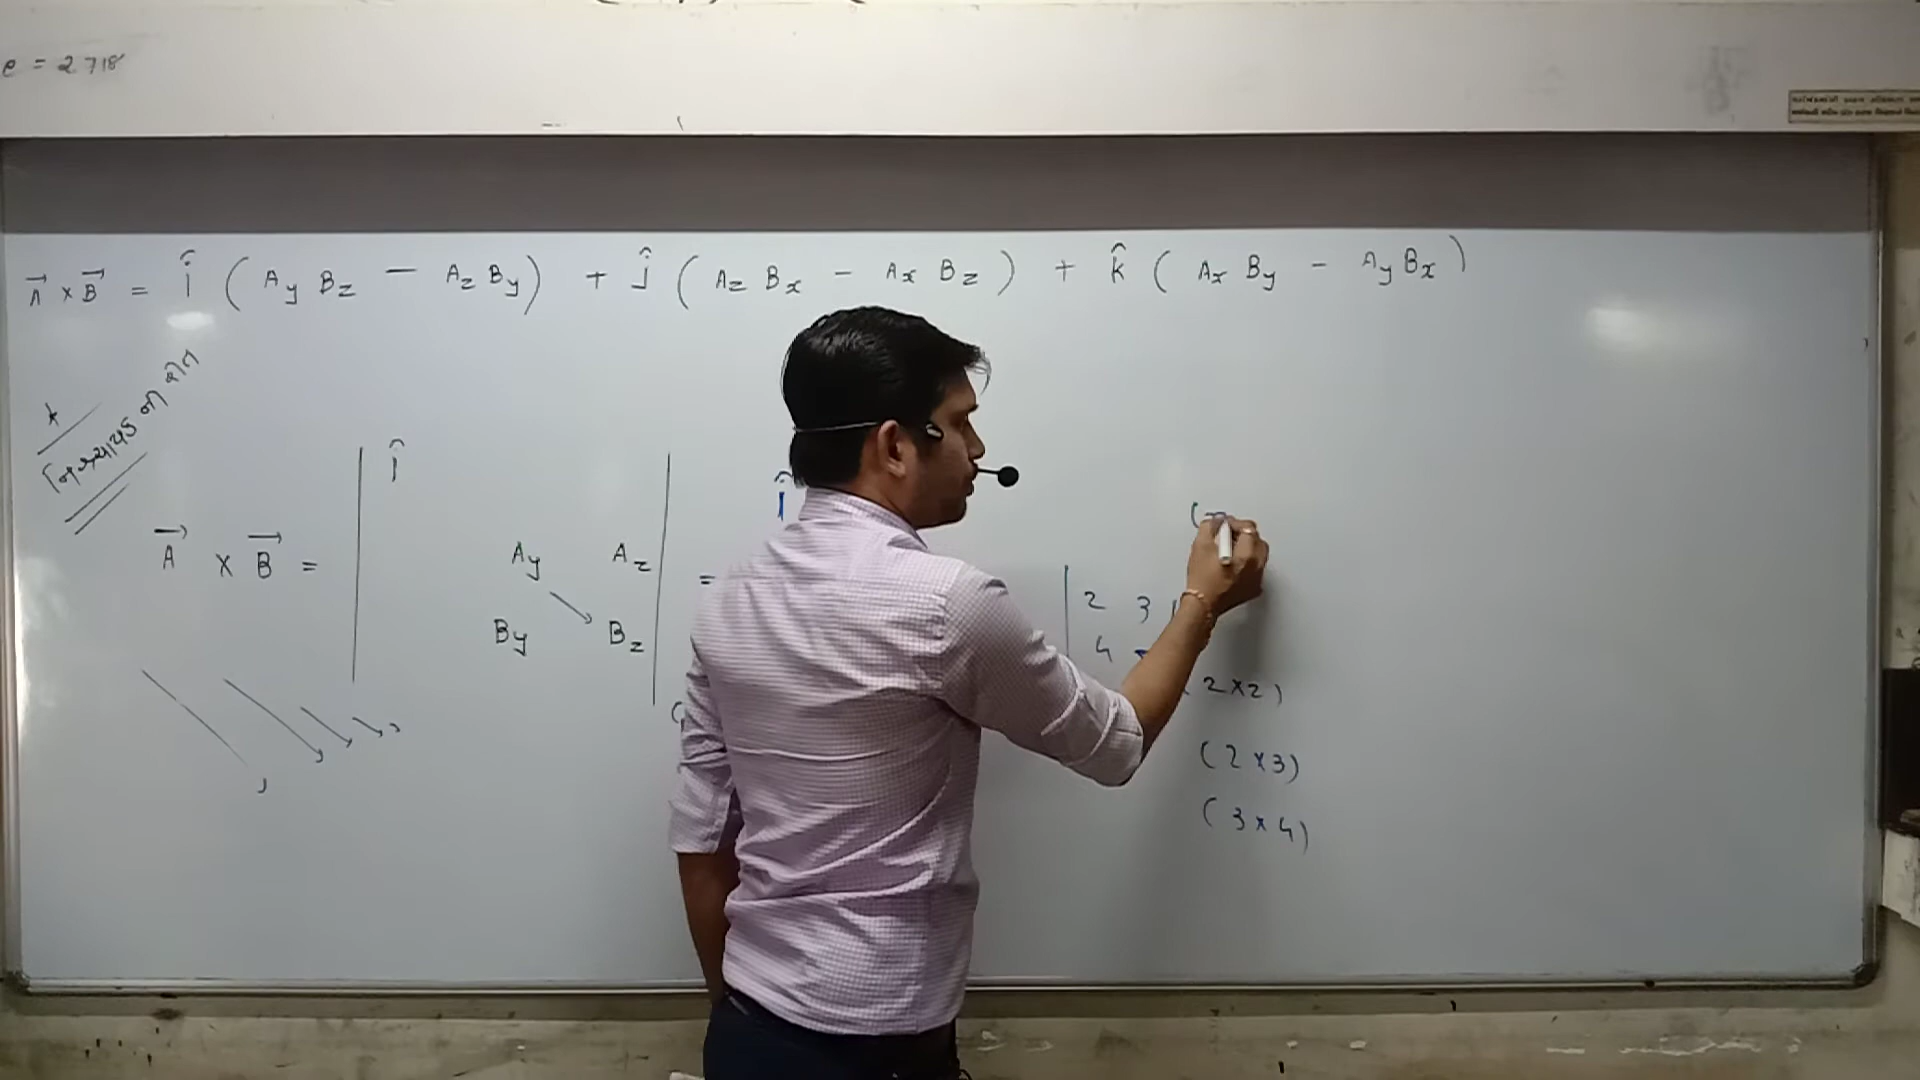 e = 2.718
A⃗ × B⃗ = î ( Ay Bz − Az By ) + ĵ ( Az Bx − Ax Bz ) + k̂ ( Ax By − Ay Bx )
નિશ્ચાયક ની રીત
î
î
A⃗ × B⃗ =
Ay Az =
By Bz
2 3
4
(2×2)
(2×3)
(3×4)